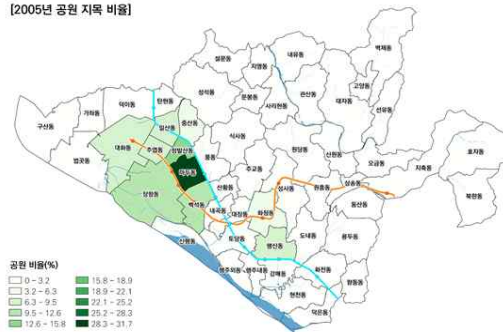 [2005년 공원 지목 비율]
설문동
지영동
내유동
벽제동
성석동
문봉동
사리현동
관산동
대자동
고양동
선유동
덕이동
탄현동
가좌동
구산동
법곳동
일산동
중산동
식사동
원당동
신원동
오금동
지축동
효자동
북한동
대화동
주엽동
정발산동
풍동
마두동
주교동
성사동
원흥동
삼송동
장항동
백석동
산황동
내곡동
대장동
화정동
용두동
도내동
토당동
신평동
행신동
행주외동
행주내동
강매동
화전동
향동동
현천동
덕은동
공원 비율(%)
0 – 3.2
3.2 – 6.3
6.3 – 9.5
9.5 – 12.6
12.6 – 15.8
15.8 – 18.9
18.9 – 22.1
22.1 – 25.2
25.2 – 28.3
28.3 – 31.7